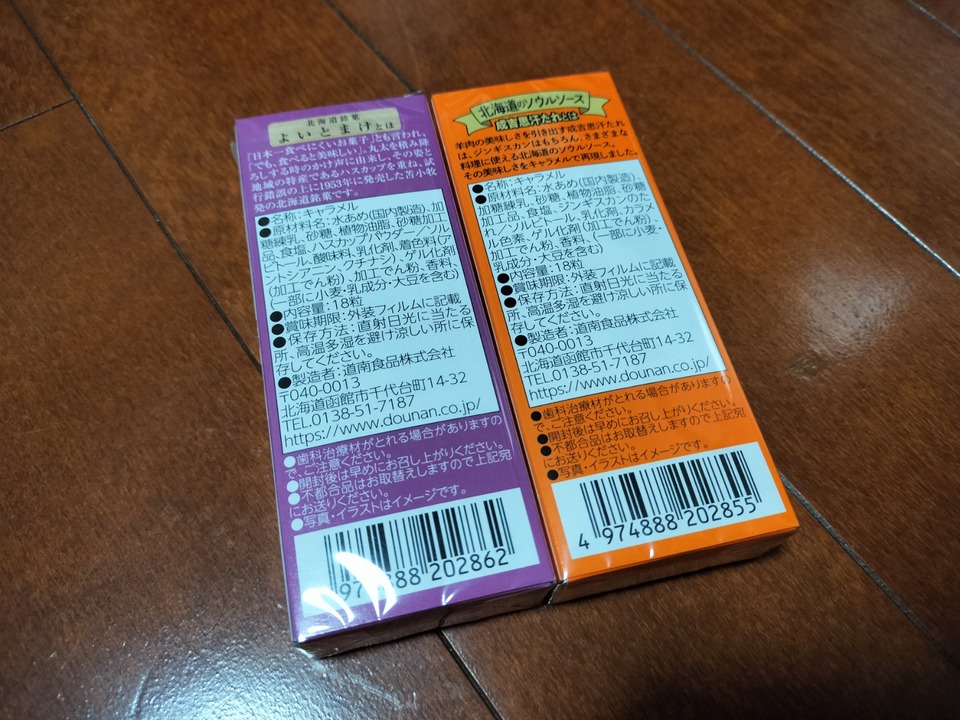 北海道銘菓
よいとまけとは
「日本一食べにくいお菓子」とも言われ、
「でも、食べると美味しい」。丸太を積み降
ろしする時のかけ声に由来し、その姿と
地域の特産であるハスカップを重ね、試
行錯誤の上に1953年に発売した苫小牧
発の北海道銘菓です。
●名称：キャラメル
●原材料名：水あめ(国内製造)、加
糖練乳、砂糖、植物油脂、砂糖加工
品、食塩、ハスカップパウダー／ソル
ビトール、酸味料、乳化剤、着色料(ア
ントシアニン、クチナシ)、ゲル化剤
(加工でん粉)、加工でん粉、香料、
(一部に小麦・乳成分・大豆を含む)
●内容量：18粒
●賞味期限：外装フィルムに記載
●保存方法：直射日光に当たる
所、高温多湿を避け涼しい所に保
存してください。
●製造者：道南食品株式会社
〒040-0013
北海道函館市千代台町14-32
TEL.0138-51-7187
https://www.dounan.co.jp/
●歯科治療材がとれる場合がありますの
で、ご注意ください。
●開封後は早めにお召し上がりください。
●不都合品はお取替えしますので上記宛
にお送りください。
●写真・イラストはイメージです。
202862
北海道のソウルソース
成吉思汗たれとは
羊肉の美味しさを引き出す成吉思汗たれ
は、ジンギスカンはもちろん、さまざまな
料理に使える北海道のソウルソース。
その美味しさをキャラメルで再現しました。
●名称：キャラメル
●原材料名：水あめ(国内製造)、
加糖練乳、砂糖、植物油脂、砂糖
加工品、食塩、ジンギスカンのた
れ／ソルビトール、乳化剤、カラメ
ル色素、ゲル化剤(加工でん粉)、
加工でん粉、香料、(一部に小麦・
乳成分・大豆を含む)
●内容量：18粒
●賞味期限：外装フィルムに記載
●保存方法：直射日光に当たる
所、高温多湿を避け涼しい所に保
存してください。
●製造者：道南食品株式会社
〒040-0013
北海道函館市千代台町14-32
TEL.0138-51-7187
https://www.dounan.co.jp/
●歯科治療材がとれる場合がありますの
で、ご注意ください。
●開封後は早めにお召し上がりください。
●不都合品はお取替えしますので上記宛
にお送りください。
●写真・イラストはイメージです。
4 974888 202855